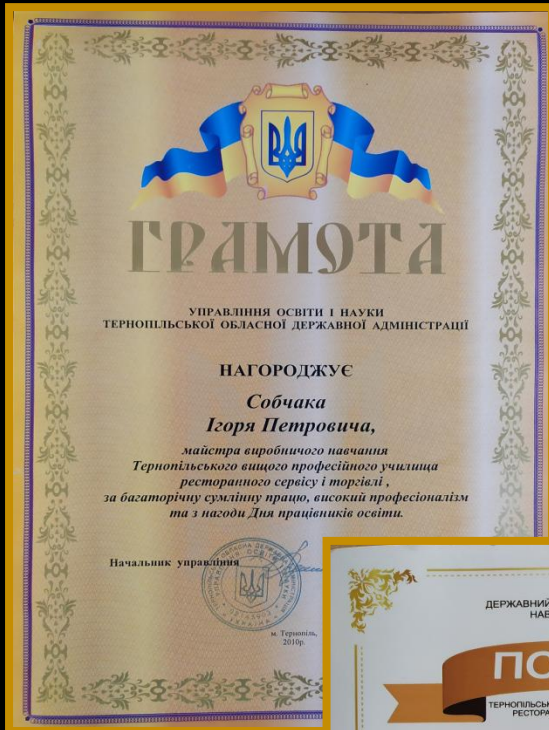 ГРАМОТА
УПРАВЛІННЯ ОСВІТИ І НАУКИ
ТЕРНОПІЛЬСЬКОЇ ОБЛАСНОЇ ДЕРЖАВНОЇ АДМІНІСТРАЦІЇ
НАГОРОДЖУЄ
Собчака
Ігоря Петровича,
майстра виробничого навчання
Тернопільського вищого професійного училища
ресторанного сервісу і торгівлі ,
за багаторічну сумлінну працю, високий професіоналізм
та з нагоди Дня працівників освіти.
Начальник управління
м. Тернопіль,
2010р.
ДЕРЖАВНИЙ